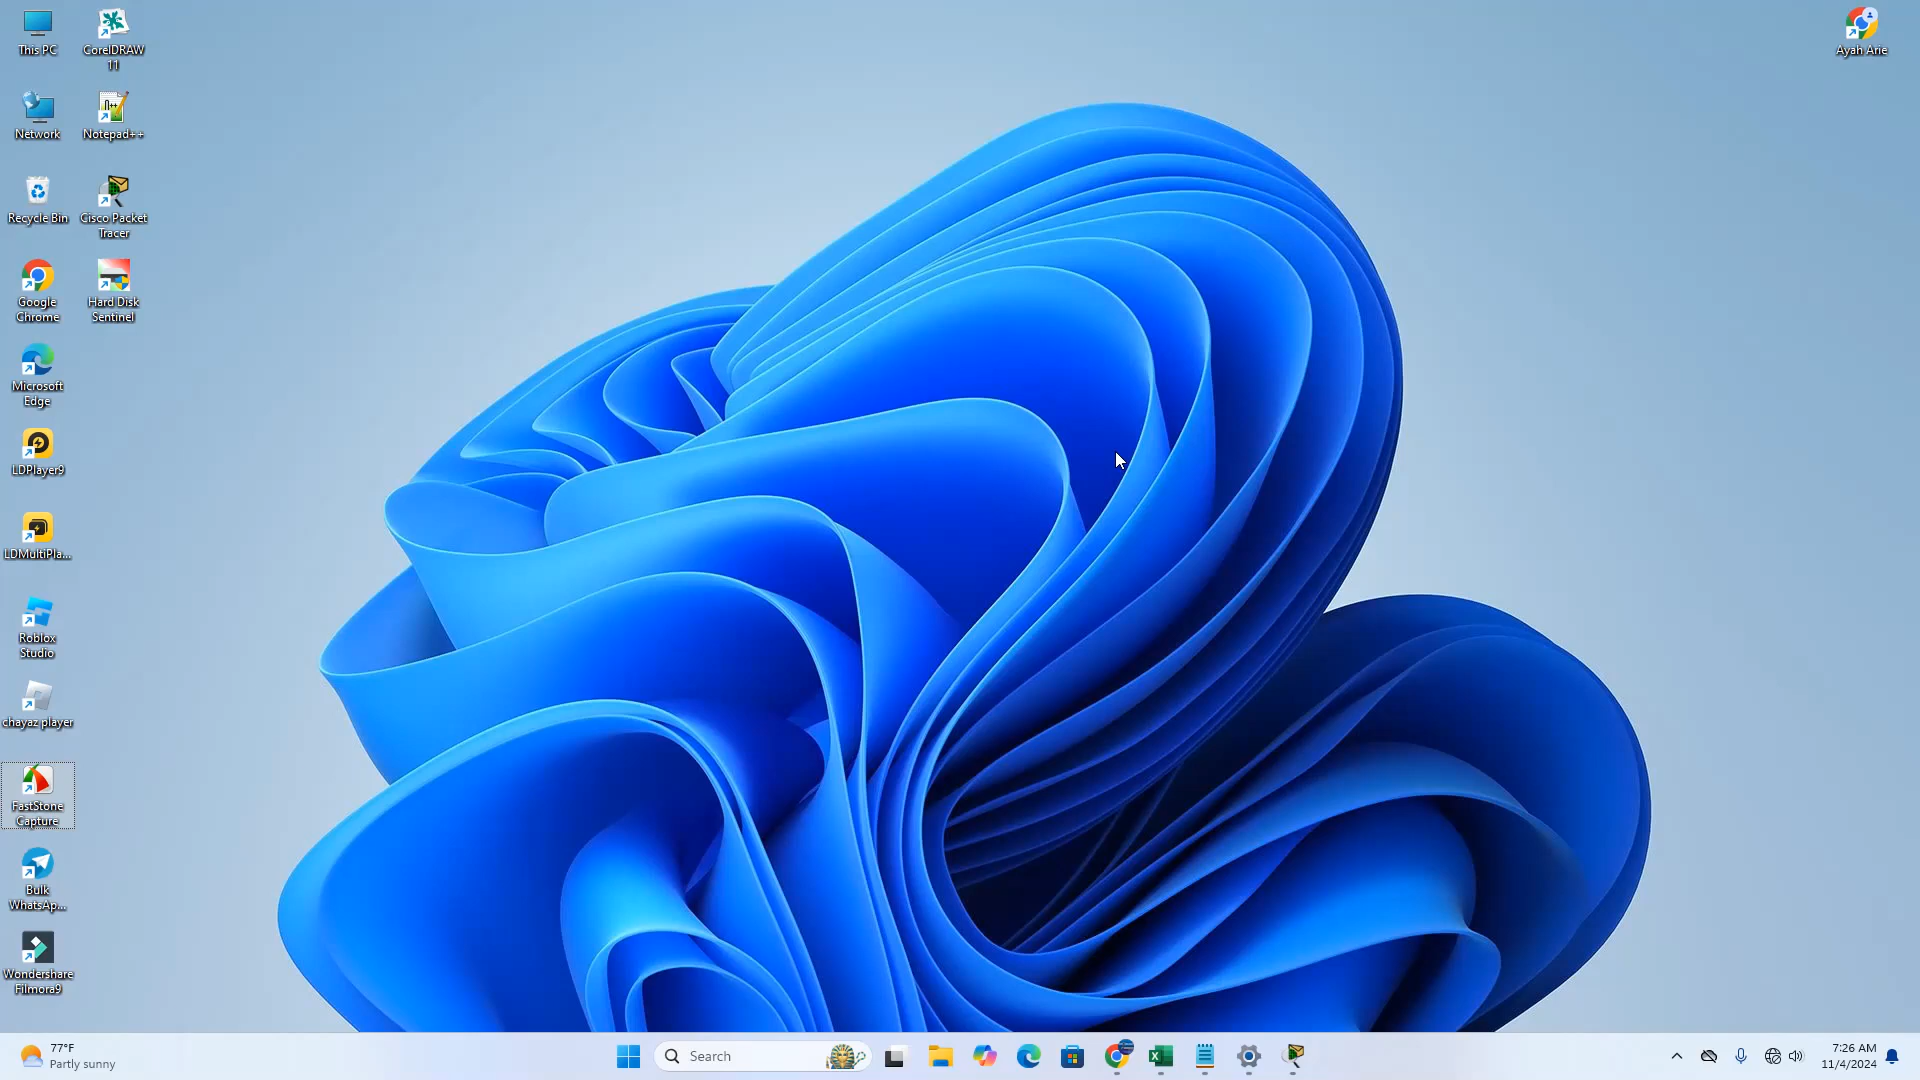 This PC
CorelDRAW
11
Network
Notepad++
Recycle Bin
Cisco Packet
Tracer
Google
Chrome
Hard Disk
Sentinel
Microsoft
Edge
LDPlayer9
LDMultiPla...
Roblox
Studio
chayaz player
FastStone
Capture
Bulk
WhatsAp...
Wondershare
Filmora9
Ayah Arie
77°F
Partly sunny
Search
7:26 AM
11/4/2024